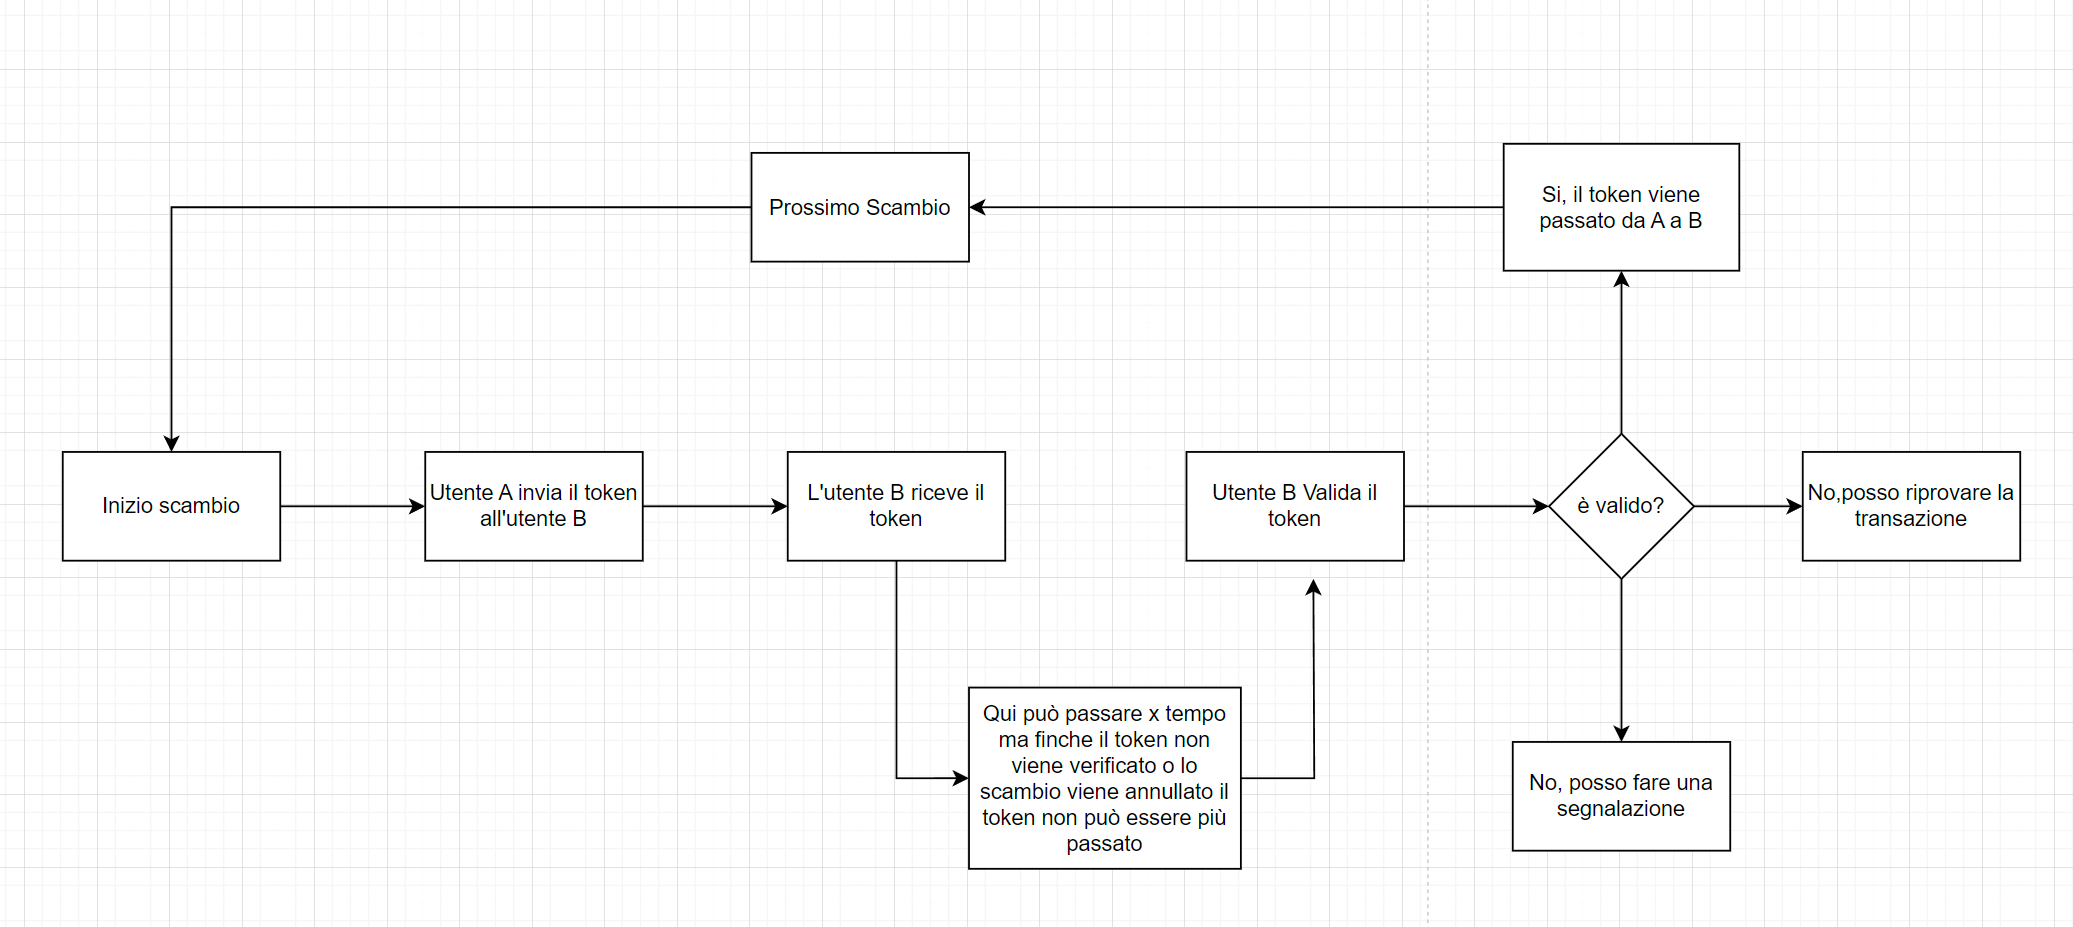 Prossimo Scambio
Si, il token viene
passato da A a B
Inizio scambio
Utente A invia il token
all'utente B
L'utente B riceve il
token
Utente B Valida il
token
è valido?
No,posso riprovare la
transazione
Qui può passare x tempo
ma finche il token non
viene verificato o lo
scambio viene annullato il
token non può essere più
passato
No, posso fare una
segnalazione